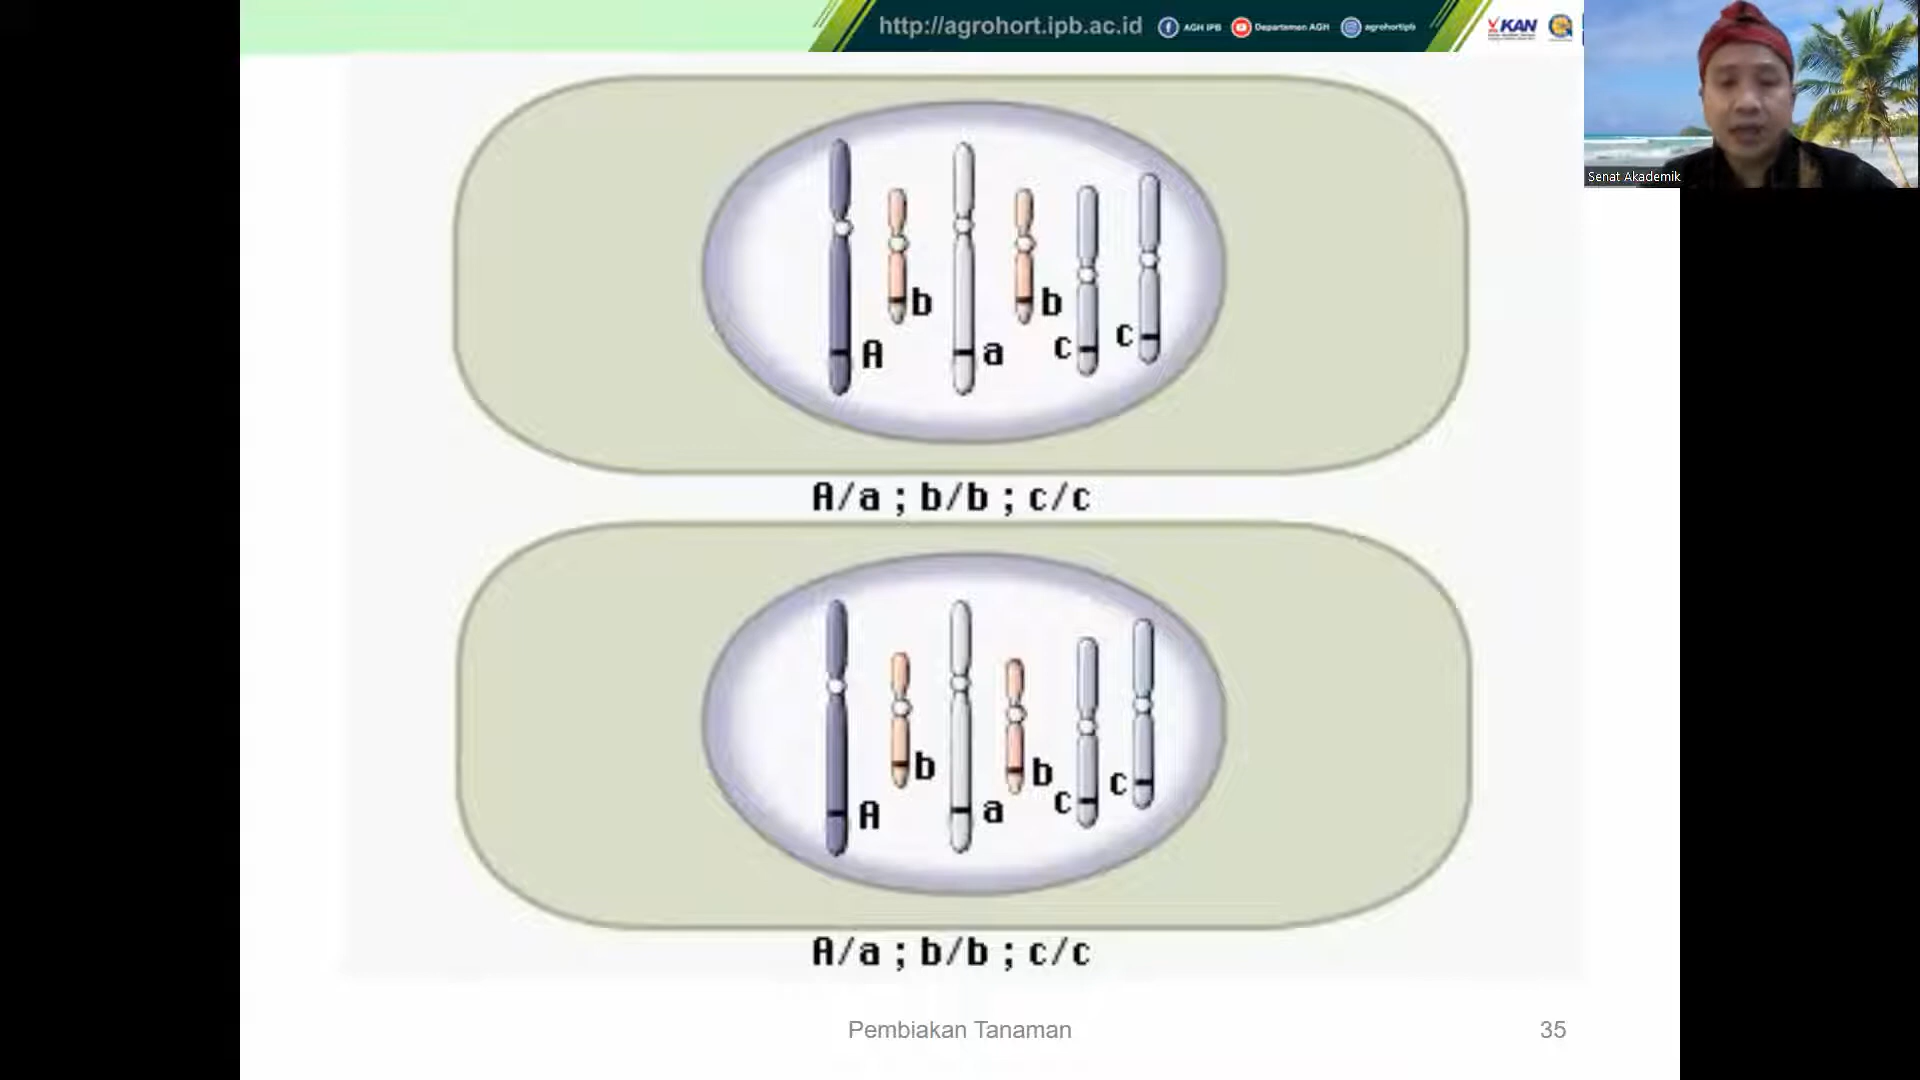 http://agrohort.ipb.ac.id AGH IPB Departemen AGH agrohortipb KAN
Senat Akademik
b b
A a c c
A/a ; b/b ; c/c
b b
A a c c
A/a ; b/b ; c/c
Pembiakan Tanaman 35